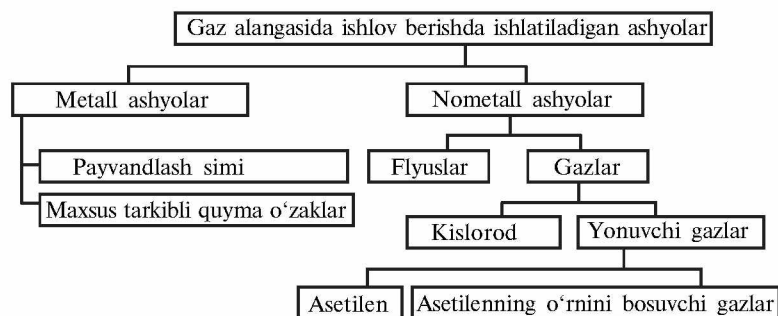 Gaz alangasida ishlov berishda ishlatiladigan ashyolar
Metall ashyolar
Nometall ashyolar
Payvandlash simi
Flyuslar
Gazlar
Maxsus tarkibli quyma o‘zaklar
Kislorod
Yonuvchi gazlar
Asetilen
Asetilenning o‘rnini bosuvchi gazlar